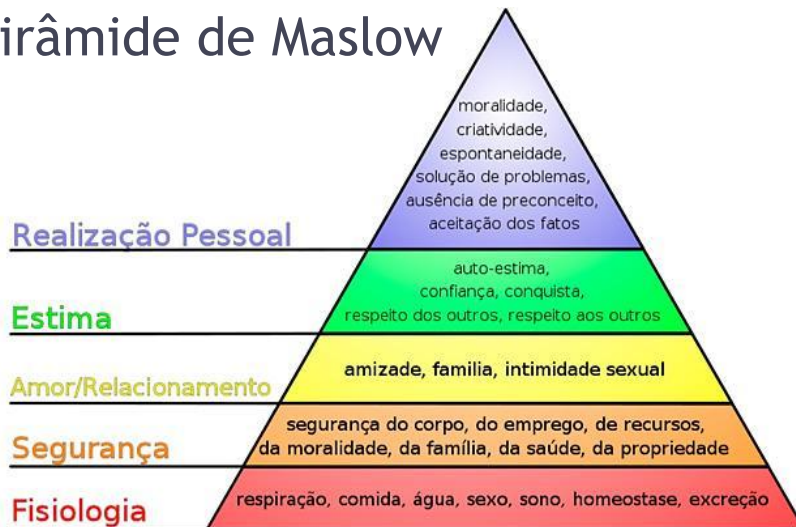 irâmide de Maslow
moralidade,
criatividade,
espontaneidade,
solução de problemas,
ausência de preconceito,
aceitação dos fatos
Realização Pessoal
auto-estima,
confiança, conquista,
respeito dos outros, respeito aos outros
Estima
amizade, familia, intimidade sexual
Amor/Relacionamento
segurança do corpo, do emprego, de recursos,
da moralidade, da família, da saúde, da propriedade
Segurança
respiração, comida, água, sexo, sono, homeostase, excreção
Fisiologia